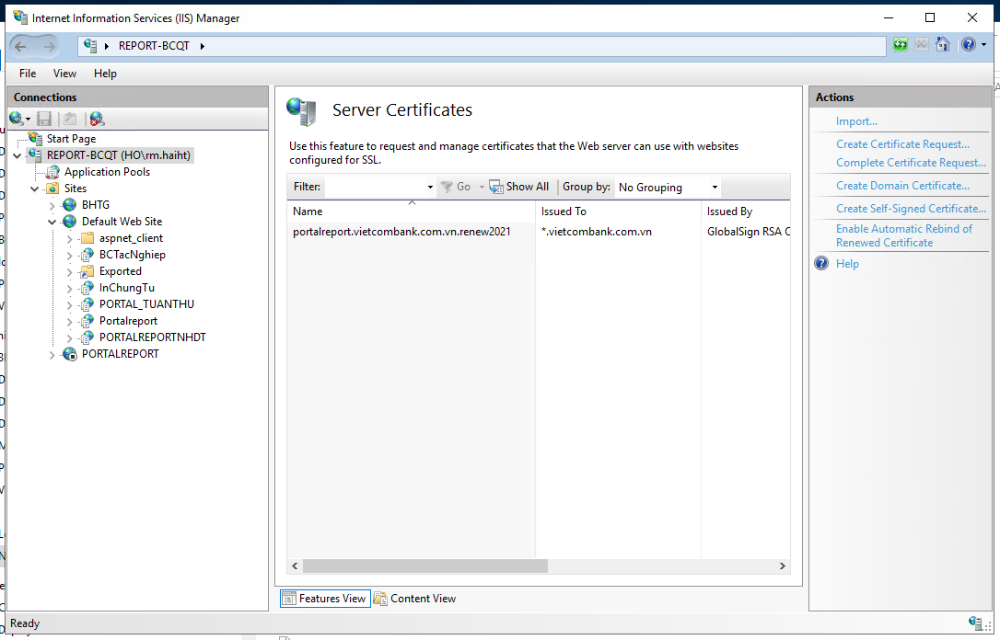 Internet Information Services (IIS) Manager
REPORT-BCQT
File View Help
Connections
Start Page
REPORT-BCQT (HO\rm.haiht)
Application Pools
Sites
BHTG
Default Web Site
aspnet_client
BCTacNghiep
Exported
InChungTu
PORTAL_TUANTHU
Portalreport
PORTALREPORTNHDT
PORTALREPORT
Server Certificates
Use this feature to request and manage certificates that the Web server can use with websites
configured for SSL.
Filter: Go Show All Group by: No Grouping
Name Issued To Issued By
portalreport.vietcombank.com.vn.renew2021 *.vietcombank.com.vn GlobalSign RSA
Features View Content View
Actions
Import...
Create Certificate Request...
Complete Certificate Request...
Create Domain Certificate...
Create Self-Signed Certificate...
Enable Automatic Rebind of
Renewed Certificate
Help
Ready